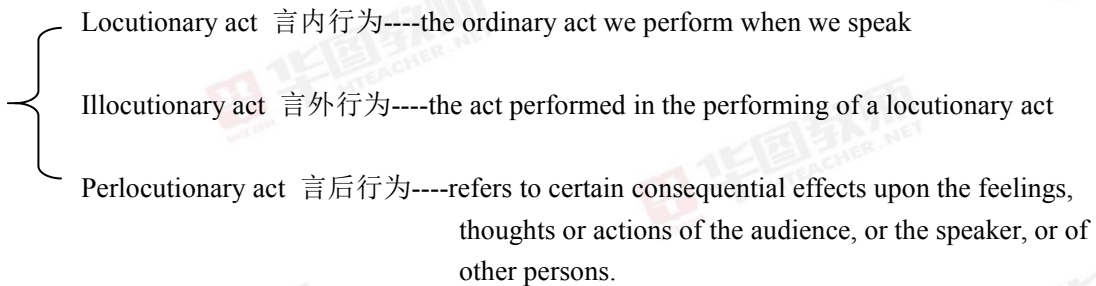 Locutionary act 言内行为----the ordinary act we perform when we speak
Illocutionary act 言外行为----the act performed in the performing of a locutionary act
Perlocutionary act 言后行为----refers to certain consequential effects upon the feelings,
thoughts or actions of the audience, or the speaker, or of
other persons.